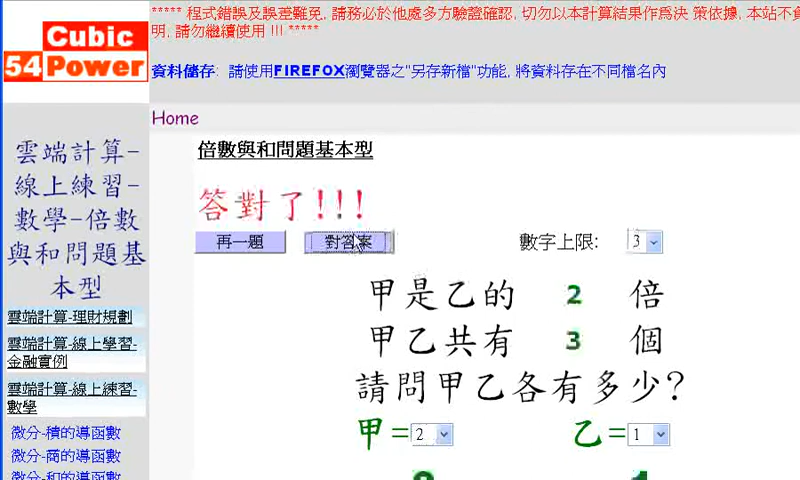 ***** 程式錯誤及誤差難免, 請務必於他處多方驗證確認, 切勿以本計算結果作為決 策依據, 本站不負
明, 請勿繼續使用 !!! *****
Cubic
54 Power
資料儲存: 請使用FIREFOX瀏覽器之"另存新檔"功能, 將資料存在不同檔名內
Home
雲端計算-
線上練習-
數學-倍數
與和問題基
本型
倍數與和問題基本型
答對了!!!
再一題 對答案 數字上限: 3
甲是乙的 2 倍
甲乙共有 3 個
請問甲乙各有多少?
甲=2 乙=1
雲端計算-理財規劃
雲端計算-線上學習-
金融實例
雲端計算-線上練習-
數學
微分-積的導函數
微分-商的導函數
微分-和的導函數